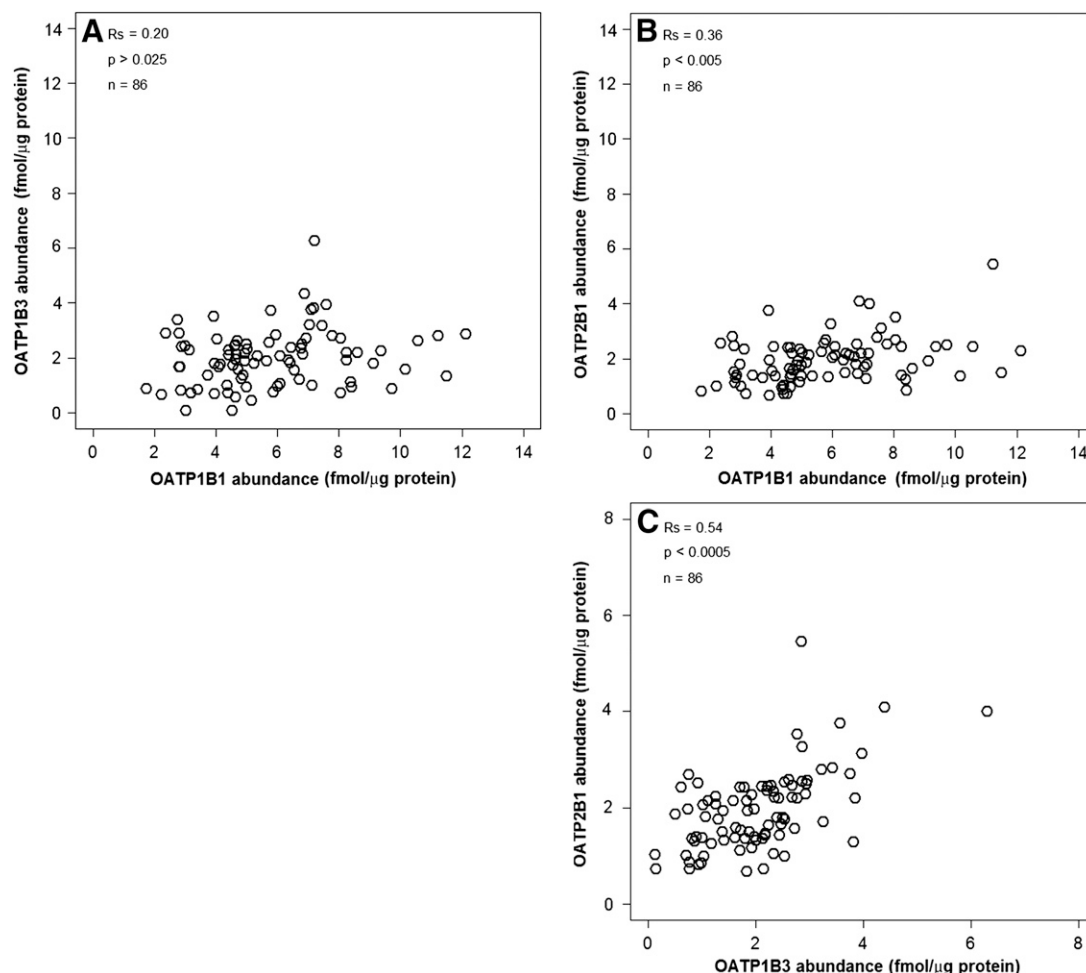 A
Rs = 0.20
p > 0.025
n = 86
14
12
10
8
6
4
2
0
OATP1B3 abundance (fmol/μg protein)
0 2 4 6 8 10 12 14
OATP1B1 abundance (fmol/μg protein)
B
Rs = 0.36
p < 0.005
n = 86
14
12
10
8
6
4
2
0
OATP2B1 abundance (fmol/μg protein)
0 2 4 6 8 10 12 14
OATP1B1 abundance (fmol/μg protein)
C
Rs = 0.54
p < 0.0005
n = 86
8
6
4
2
0
OATP2B1 abundance (fmol/μg protein)
0 2 4 6 8
OATP1B3 abundance (fmol/μg protein)